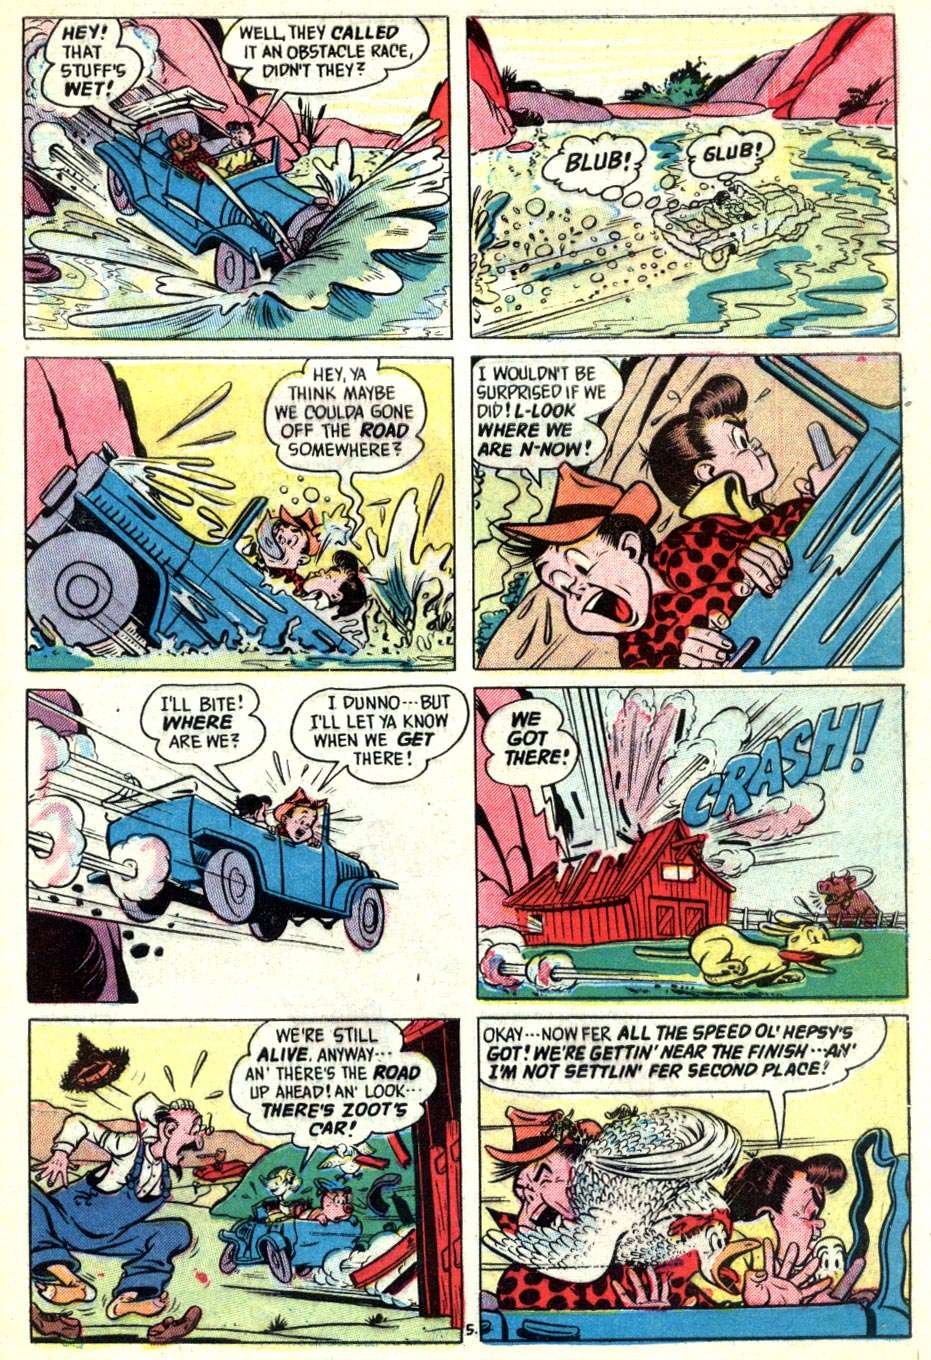 HEY!
THAT
STUFF'S
WET!
WELL, THEY CALLED
IT AN OBSTACLE RACE,
DIDN'T THEY?
BLUB!
GLUB!
HEY, YA
THINK MAYBE
WE COULDA GONE
OFF THE ROAD
SOMEWHERE?
I WOULDN'T BE
SURPRISED IF WE
DID! L-LOOK
WHERE WE
ARE N-NOW!
I'LL BITE!
WHERE
ARE WE?
I DUNNO---BUT
I'LL LET YA KNOW
WHEN WE GET
THERE!
WE
GOT
THERE!
CRASH!
WE'RE STILL
ALIVE, ANYWAY---
AN' THERE'S THE ROAD
UP AHEAD! AN' LOOK---
THERE'S ZOOT'S
CAR!
OKAY---NOW FER ALL THE SPEED OL' HEPSY'S
GOT! WE'RE GETTIN' NEAR THE FINISH---AN'
I'M NOT SETTLIN' FER SECOND PLACE!
5.